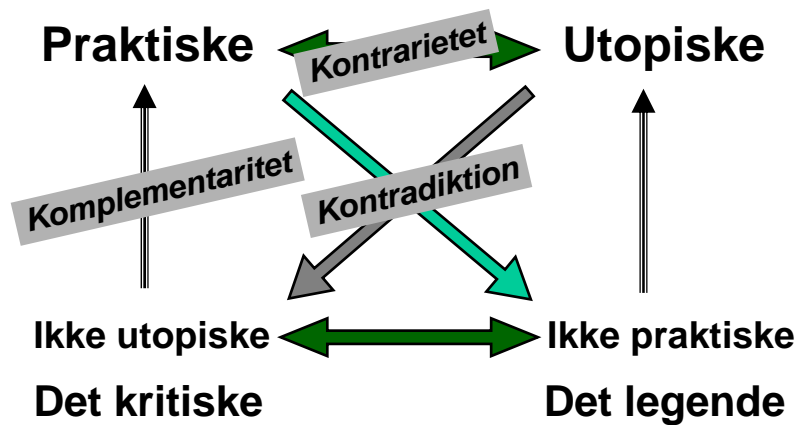 Praktiske
Kontrarietet
Utopiske
Komplementaritet
Kontradiktion
Ikke utopiske
Ikke praktiske
Det kritiske
Det legende